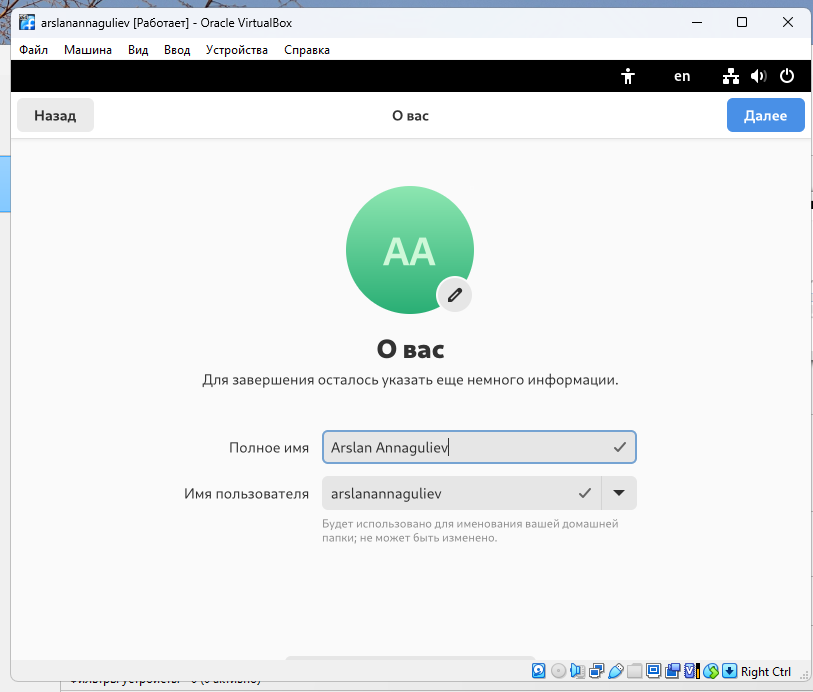 arslanannaguliev [Работает] - Oracle VirtualBox
Файл Машина Вид Ввод Устройства Справка
en
Назад О вас Далее
AA
О вас
Для завершения осталось указать еще немного информации.
Полное имя Arslan Annaguliev
Имя пользователя arslanannaguliev
Будет использовано для именования вашей домашней
папки; не может быть изменено.
Right Ctrl